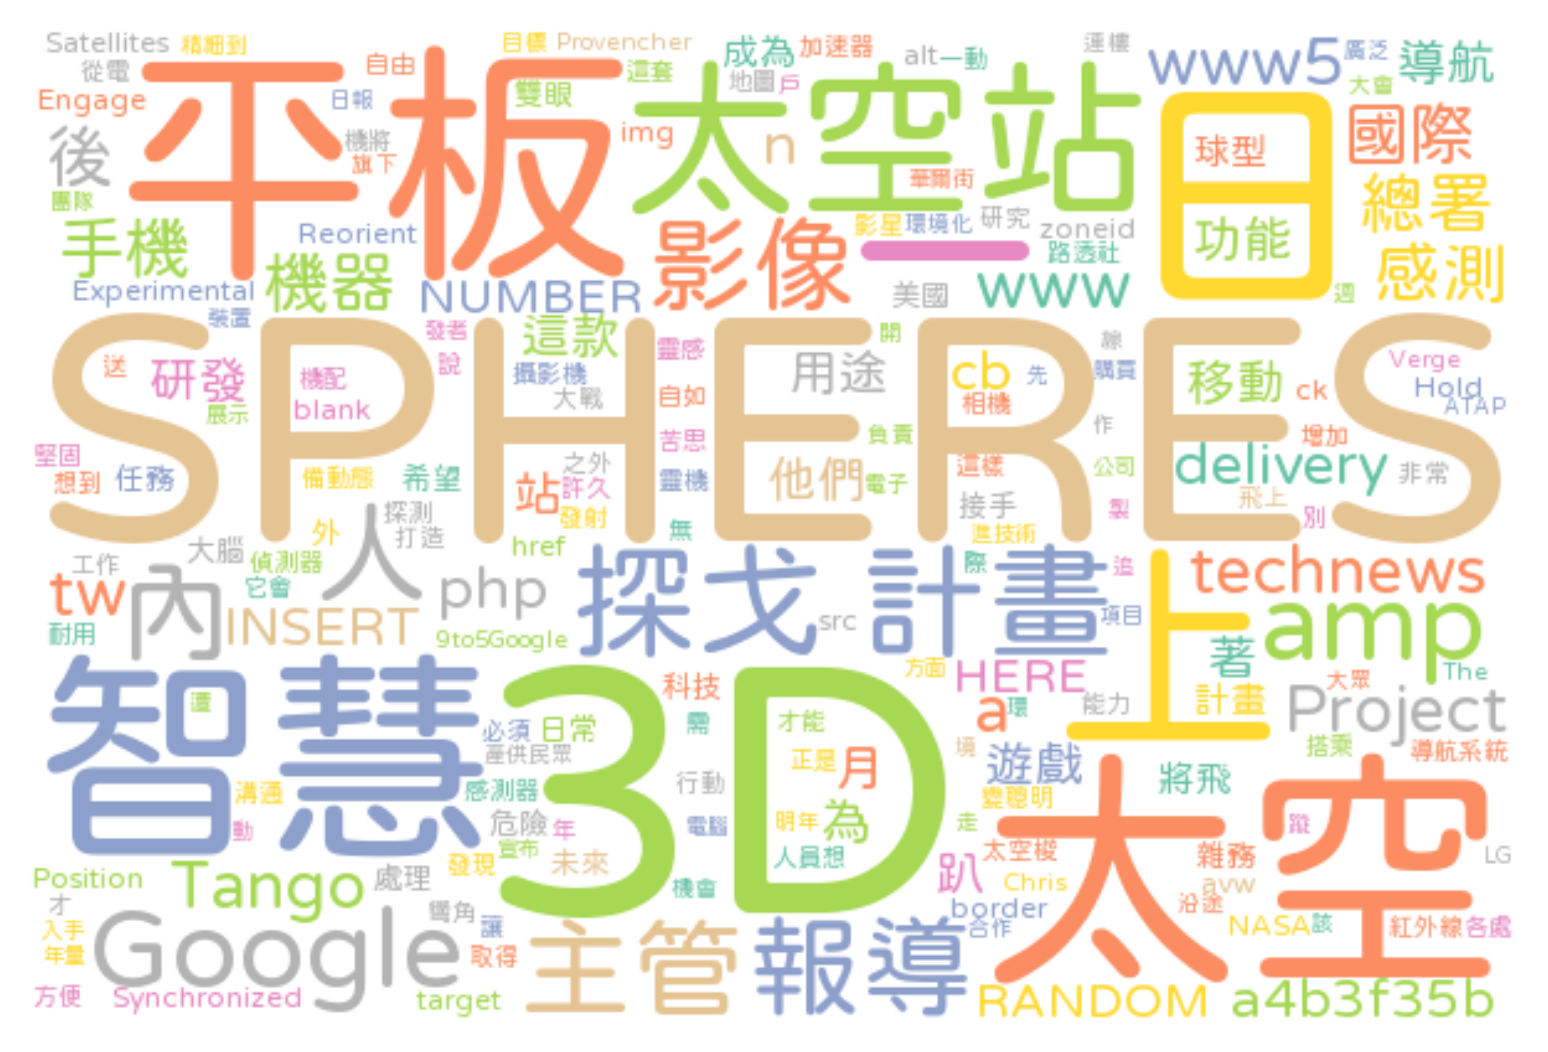 Satellites 精細到 目標 Provencher 成為 加速器 alt 一動 連樓 www5 廣泛 導航
從電 平板 自由 這套 地圖 戶 太空站 大會
Engage 日報 雙眼 日 國際
後 機將 旗下 img n 華爾街 球型
團隊 總署
手機 Reorient 影像 影星 環境化 一 研究 zoneid 功能
機器 路透社 感測
Experimental NUMBER 美國 www 週
裝置 發者 這款 開
SPHERES
送 研發 機配 說 攝影機 靈感 用途 cb 先 購買 移動 ck Verge
展示 blank 大戰 自如 相機 Hold
ATAP
堅固 苦思 負責 作 增加
想到 任務 備動態 希望 之外 靈機 他們 電子 這樣 公司 delivery 非常
站 許久 飛上
外 人 探測 發射 無 接手 製 別
打造 進技術
工作 大腦 偵測器 href 探戈 計畫 際 追 上 technews
tw 內 它會 php
耐用 INSERT 9to5Google src 項目 amp
智慧 3D 方面 HERE 著 The
科技 能力 計畫 大眾
必須 日常 需 才能 a 環 Project
產供民眾 正是 月 境 遊戲 搭乘 導航系統
溝通 感測器 行動 變聰明 將飛
動 危險 年 電腦 明年 為 走 太空
宣布 人員想 太空梭 雜務 蹤 LG
Position Tango 處理 發現 未來 機會 趴 Chris avw
才 彎角 border 沿途
入手 Google 讓 主管 報導 合作 NASA 該 紅外線 各處
年量 取得
方便 Synchronized target RANDOM a4b3f35b